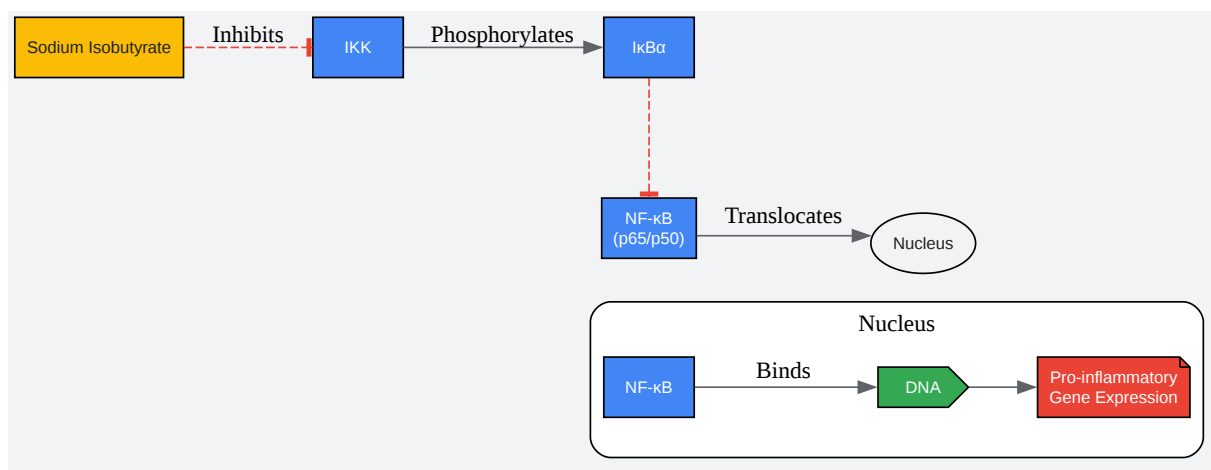 Sodium Isobutyrate
Inhibits
IKK
Phosphorylates
IκBα
NF-κB
(p65/p50)
Translocates
Nucleus
Nucleus
NF-κB
Binds
DNA
Pro-inflammatory
Gene Expression